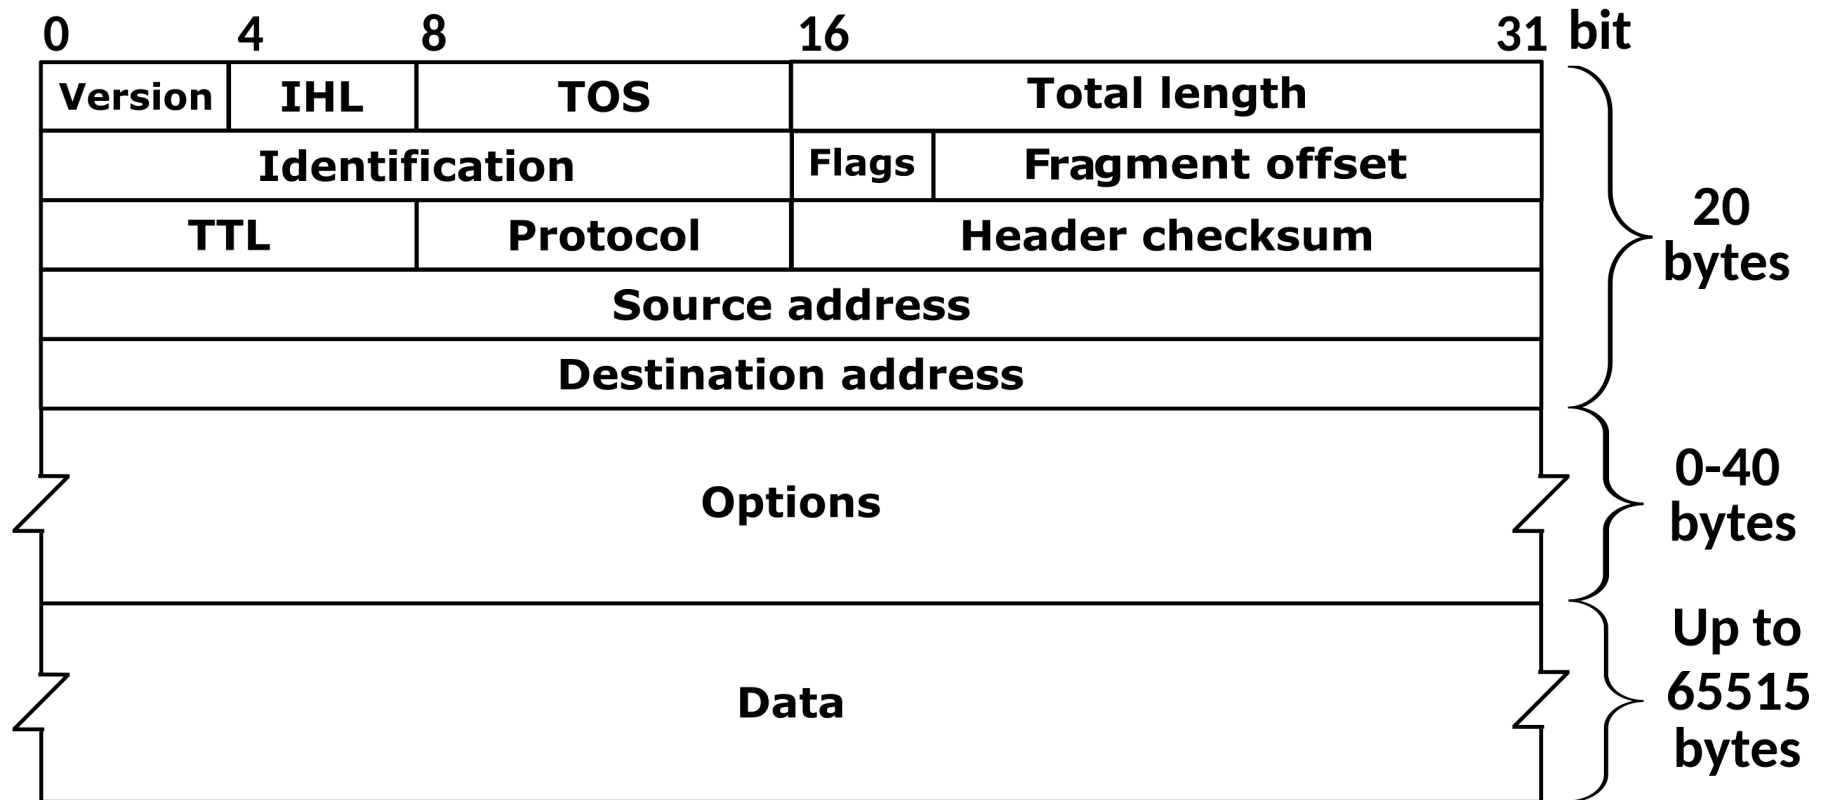 0 4 8 16 31 bit
Version IHL TOS Total length
Identification Flags Fragment offset
TTL Protocol Header checksum
Source address
Destination address
20
bytes
Options
0-40
bytes
Data
Up to
65515
bytes